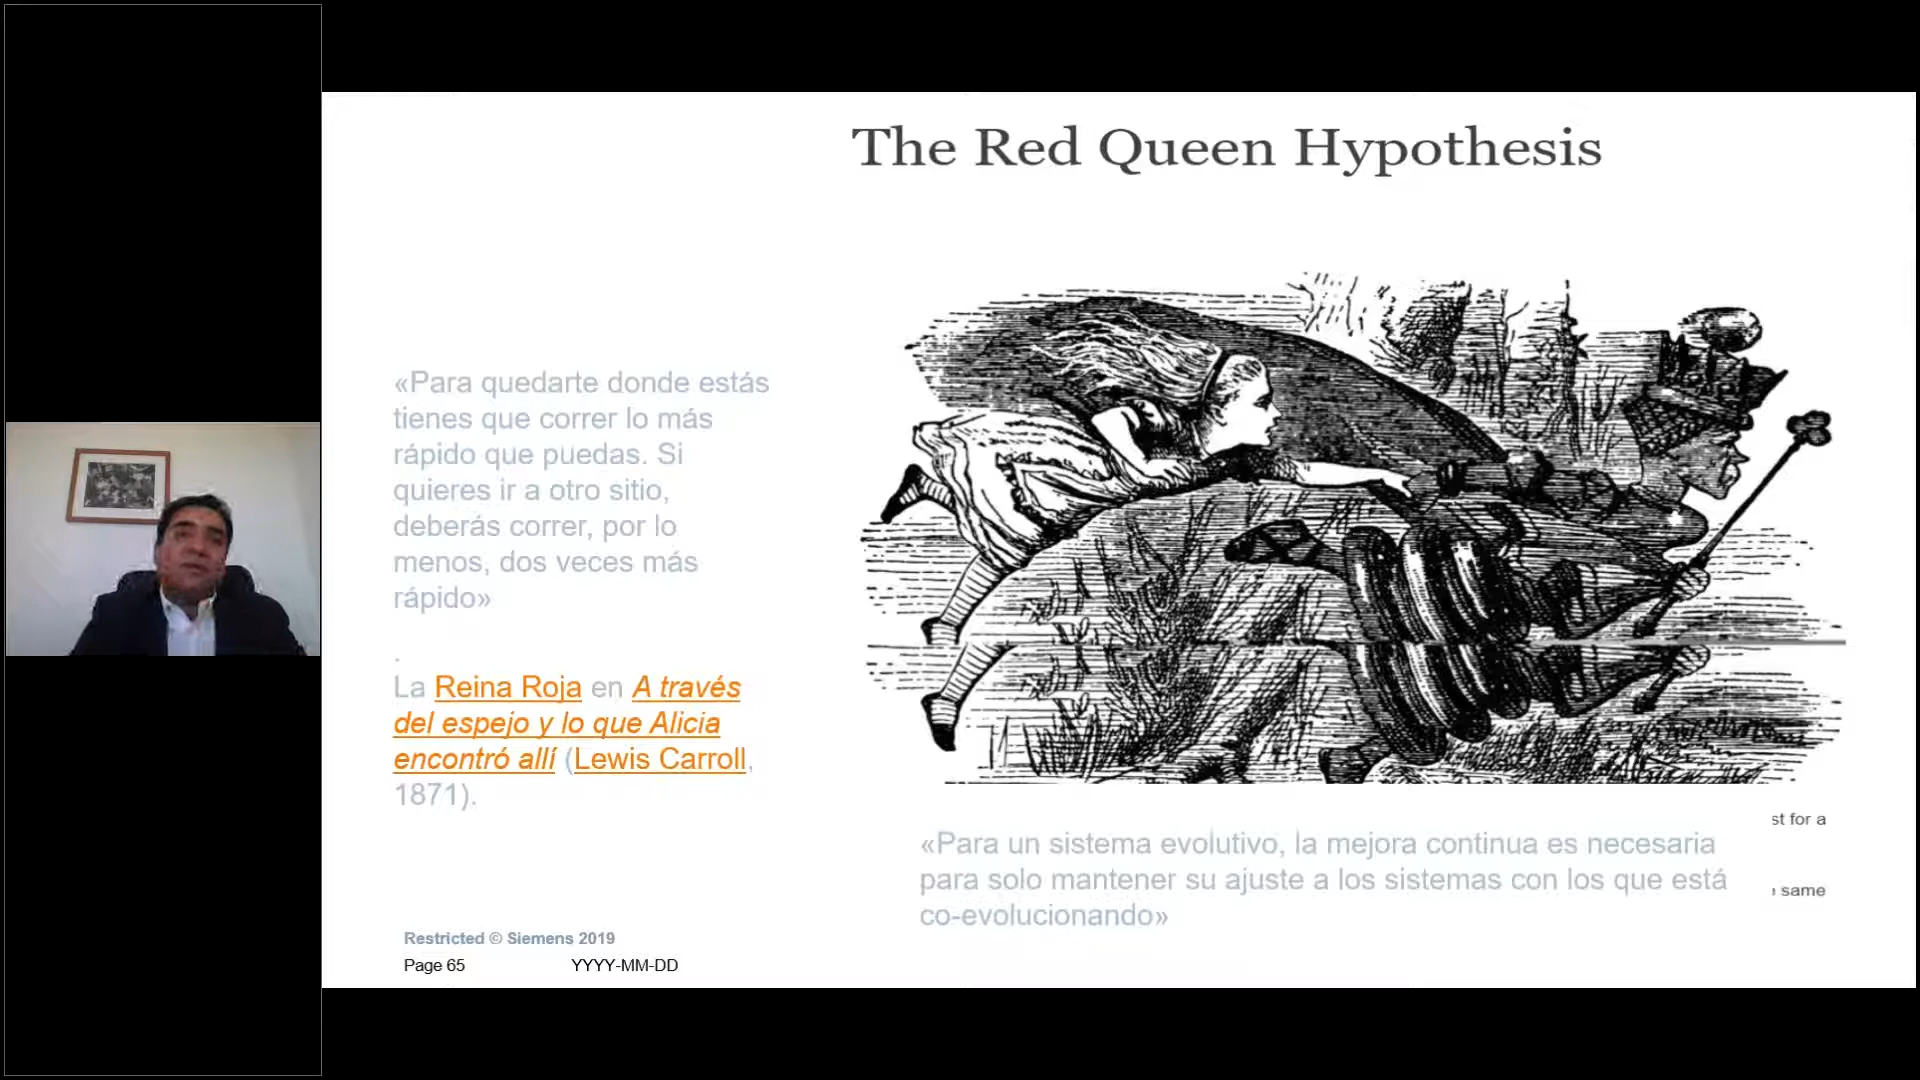 The Red Queen Hypothesis
«Para quedarte donde estás
tienes que correr lo más
rápido que puedas. Si
quieres ir a otro sitio,
deberás correr, por lo
menos, dos veces más
rápido»
.
La Reina Roja en A través
del espejo y lo que Alicia
encontró allí (Lewis Carroll,
1871).
st for a
«Para un sistema evolutivo, la mejora continua es necesaria
para solo mantener su ajuste a los sistemas con los que está
same
co-evolucionando»
Restricted © Siemens 2019
Page 65 YYYY-MM-DD